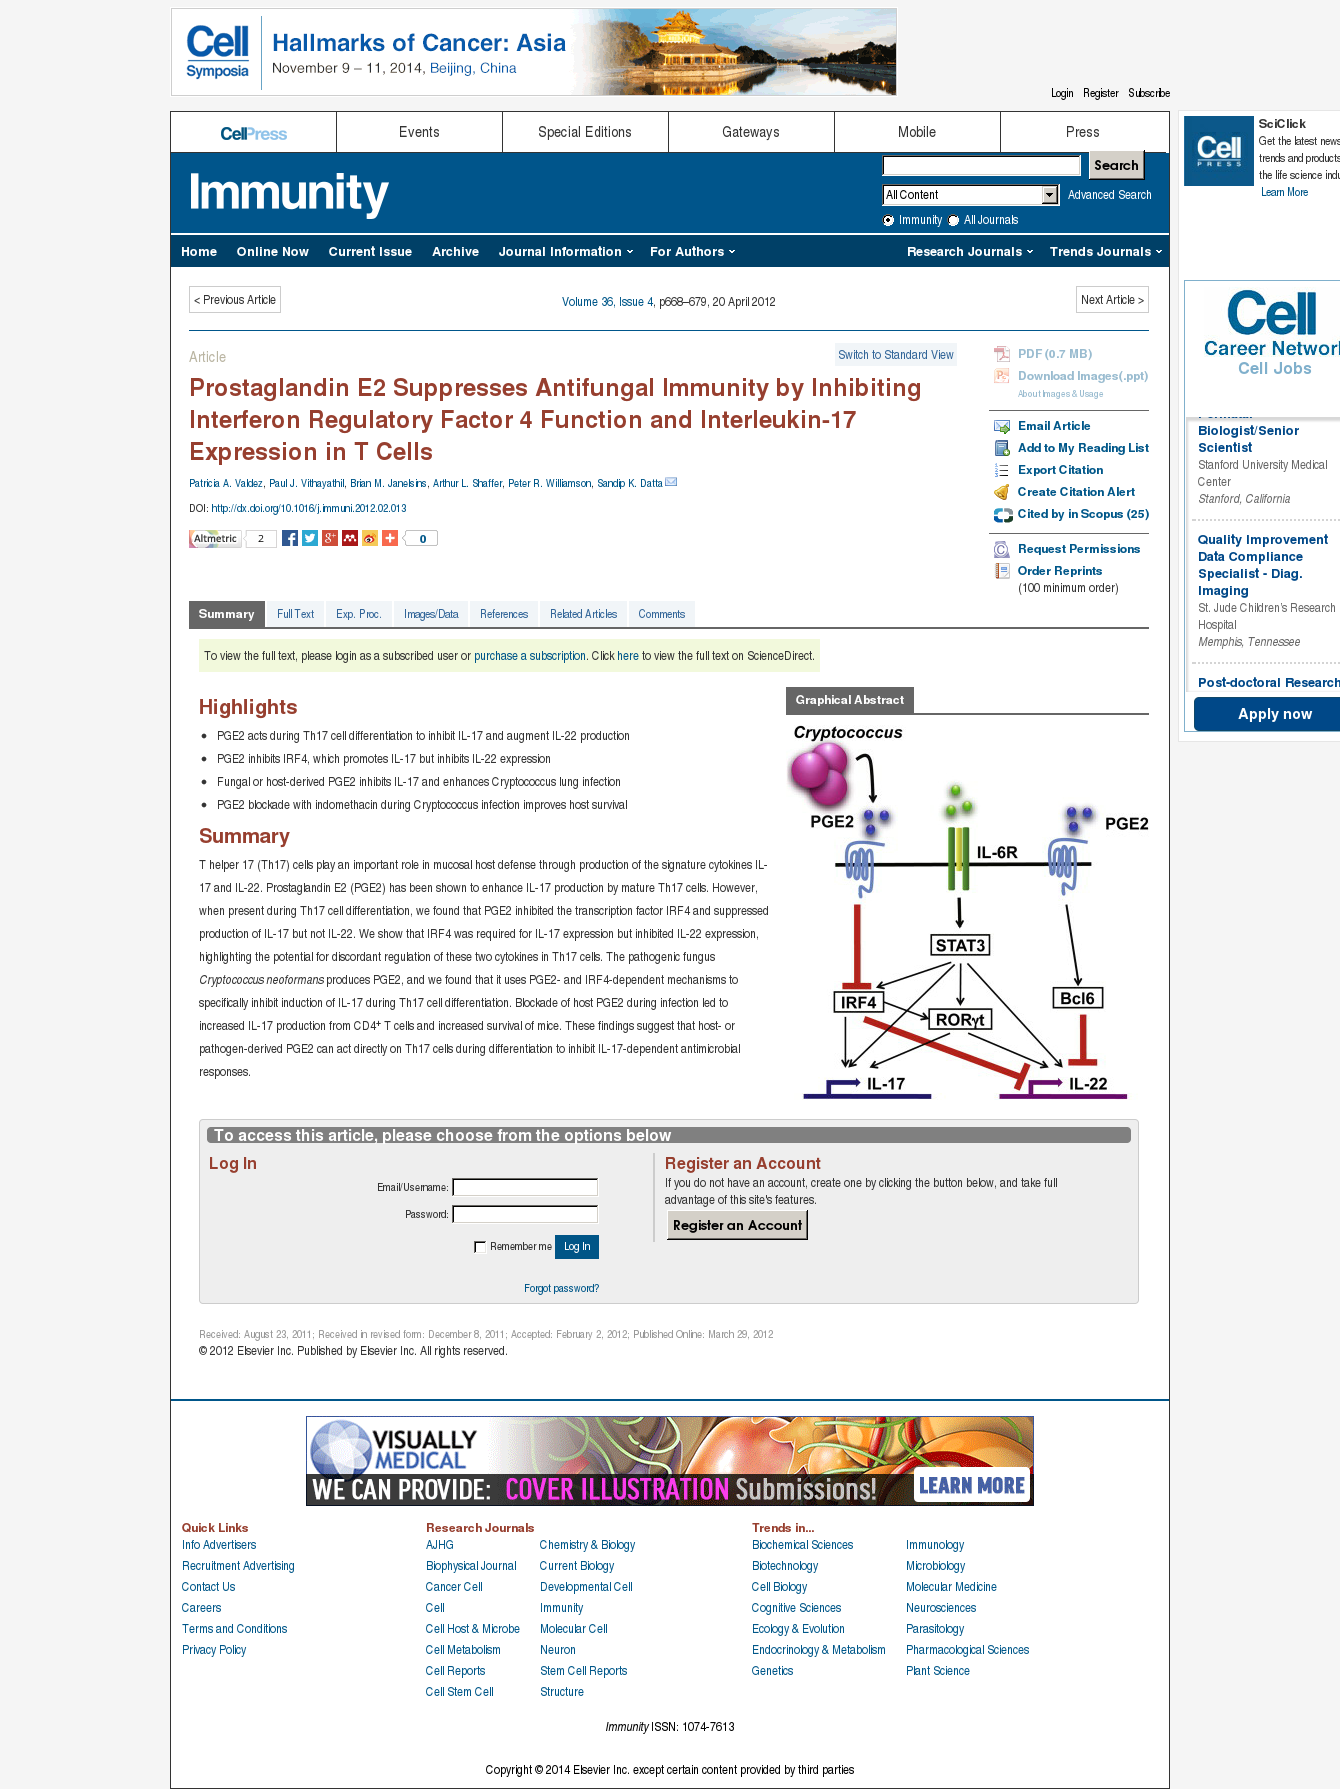 Cell
Symposia
Hallmarks of Cancer: Asia
November 9 – 11, 2014, Beijing, China
Login Register Subscribe
CellPress Events Special Editions Gateways Mobile Press
Immunity
Search
All Content
Advanced Search
Immunity All Journals
Home Online Now Current Issue Archive Journal Information For Authors Research Journals Trends Journals
< Previous Article
Volume 36, Issue 4, p668–679, 20 April 2012
Next Article >
Article
Switch to Standard View
Prostaglandin E2 Suppresses Antifungal Immunity by Inhibiting
Interferon Regulatory Factor 4 Function and Interleukin-17
Expression in T Cells
Patricia A. Valdez, Paul J. Vithayathil, Brian M. Janelsins, Arthur L. Shaffer, Peter R. Williamson, Sandip K. Datta
DOI: http://dx.doi.org/10.1016/j.immuni.2012.02.013
Altmetric 2
0
PDF (0.7 MB)
Download Images(.ppt)
About Images & Usage
Email Article
Add to My Reading List
Export Citation
Create Citation Alert
Cited by in Scopus (25)
Request Permissions
Order Reprints
(100 minimum order)
Summary Full Text Exp. Proc. Images/Data References Related Articles Comments
To view the full text, please login as a subscribed user or purchase a subscription. Click here to view the full text on ScienceDirect.
Highlights
PGE2 acts during Th17 cell differentiation to inhibit IL-17 and augment IL-22 production
PGE2 inhibits IRF4, which promotes IL-17 but inhibits IL-22 expression
Fungal or host-derived PGE2 inhibits IL-17 and enhances Cryptococcus lung infection
PGE2 blockade with indomethacin during Cryptococcus infection improves host survival
Summary
T helper 17 (Th17) cells play an important role in mucosal host defense through production of the signature cytokines IL-
17 and IL-22. Prostaglandin E2 (PGE2) has been shown to enhance IL-17 production by mature Th17 cells. However,
when present during Th17 cell differentiation, we found that PGE2 inhibited the transcription factor IRF4 and suppressed
production of IL-17 but not IL-22. We show that IRF4 was required for IL-17 expression but inhibited IL-22 expression,
highlighting the potential for discordant regulation of these two cytokines in Th17 cells. The pathogenic fungus
Cryptococcus neoformans produces PGE2, and we found that it uses PGE2- and IRF4-dependent mechanisms to
specifically inhibit induction of IL-17 during Th17 cell differentiation. Blockade of host PGE2 during infection led to
increased IL-17 production from CD4+ T cells and increased survival of mice. These findings suggest that host- or
pathogen-derived PGE2 can act directly on Th17 cells during differentiation to inhibit IL-17-dependent antimicrobial
responses.
Graphical Abstract
Cryptococcus
PGE2
PGE2
IL-6R
STAT3
IRF4
Bcl6
RORγt
IL-17
IL-22
To access this article, please choose from the options below
Log In
Email/Username:
Password:
Remember me Log In
Forgot password?
Register an Account
If you do not have an account, create one by clicking the button below, and take full
advantage of this site's features.
Register an Account
Received: August 23, 2011; Received in revised form: December 8, 2011; Accepted: February 2, 2012; Published Online: March 29, 2012
© 2012 Elsevier Inc. Published by Elsevier Inc. All rights reserved.
Cell
PRESS
SciClick
Get the latest news
trends and products
the life science indu
Learn More
Cell
Career Network
Cell Jobs
Biologist/Senior
Scientist
Stanford University Medical
Center
Stanford, California
Quality Improvement
Data Compliance
Specialist - Diag.
Imaging
St. Jude Children's Research
Hospital
Memphis, Tennessee
Post-doctoral Research
Apply now
VISUALLY
MEDICAL
WE CAN PROVIDE: COVER ILLUSTRATION Submissions!
LEARN MORE
Quick Links
Info Advertisers
Recruitment Advertising
Contact Us
Careers
Terms and Conditions
Privacy Policy
Research Journals
AJHG
Biophysical Journal
Cancer Cell
Cell
Cell Host & Microbe
Cell Metabolism
Cell Reports
Cell Stem Cell
Chemistry & Biology
Current Biology
Developmental Cell
Immunity
Molecular Cell
Neuron
Stem Cell Reports
Structure
Trends in...
Biochemical Sciences
Biotechnology
Cell Biology
Cognitive Sciences
Ecology & Evolution
Endocrinology & Metabolism
Genetics
Immunology
Microbiology
Molecular Medicine
Neurosciences
Parasitology
Pharmacological Sciences
Plant Science
Immunity ISSN: 1074-7613
Copyright © 2014 Elsevier Inc. except certain content provided by third parties